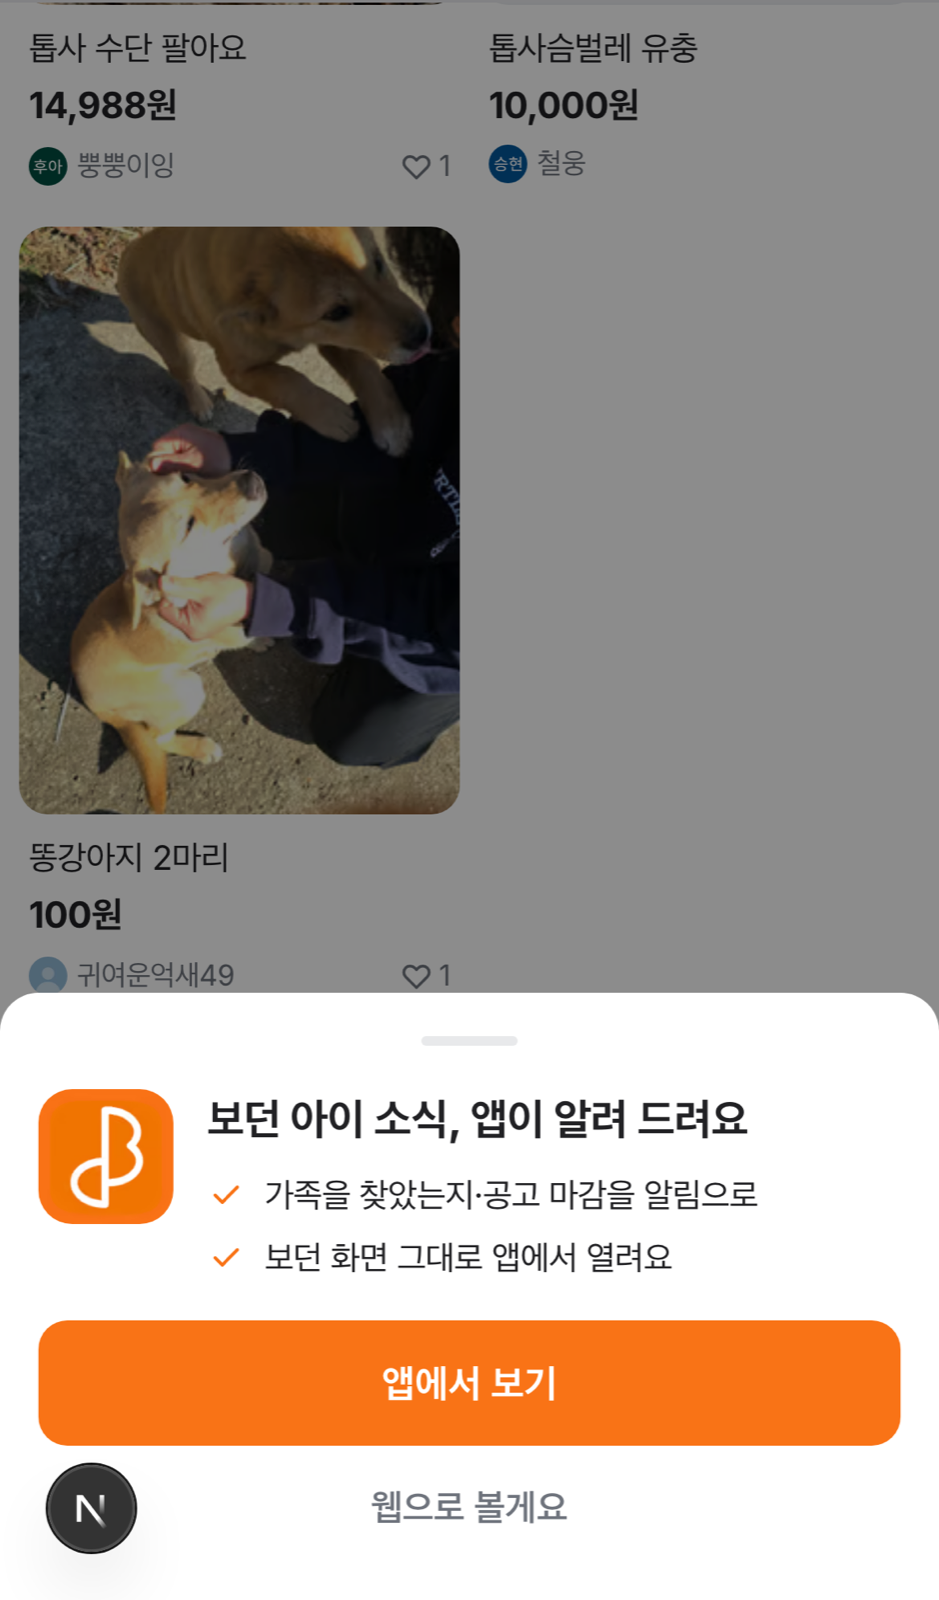 톱사 수단 팔아요
14,988원
후아 뿡뿡이잉 1
톱사슴벌레 유충
10,000원
승현 철웅
똥강아지 2마리
100원
귀여운억새49 1
보던 아이 소식, 앱이 알려 드려요
가족을 찾았는지·공고 마감을 알림으로
보던 화면 그대로 앱에서 열려요
앱에서 보기
N
웹으로 볼게요